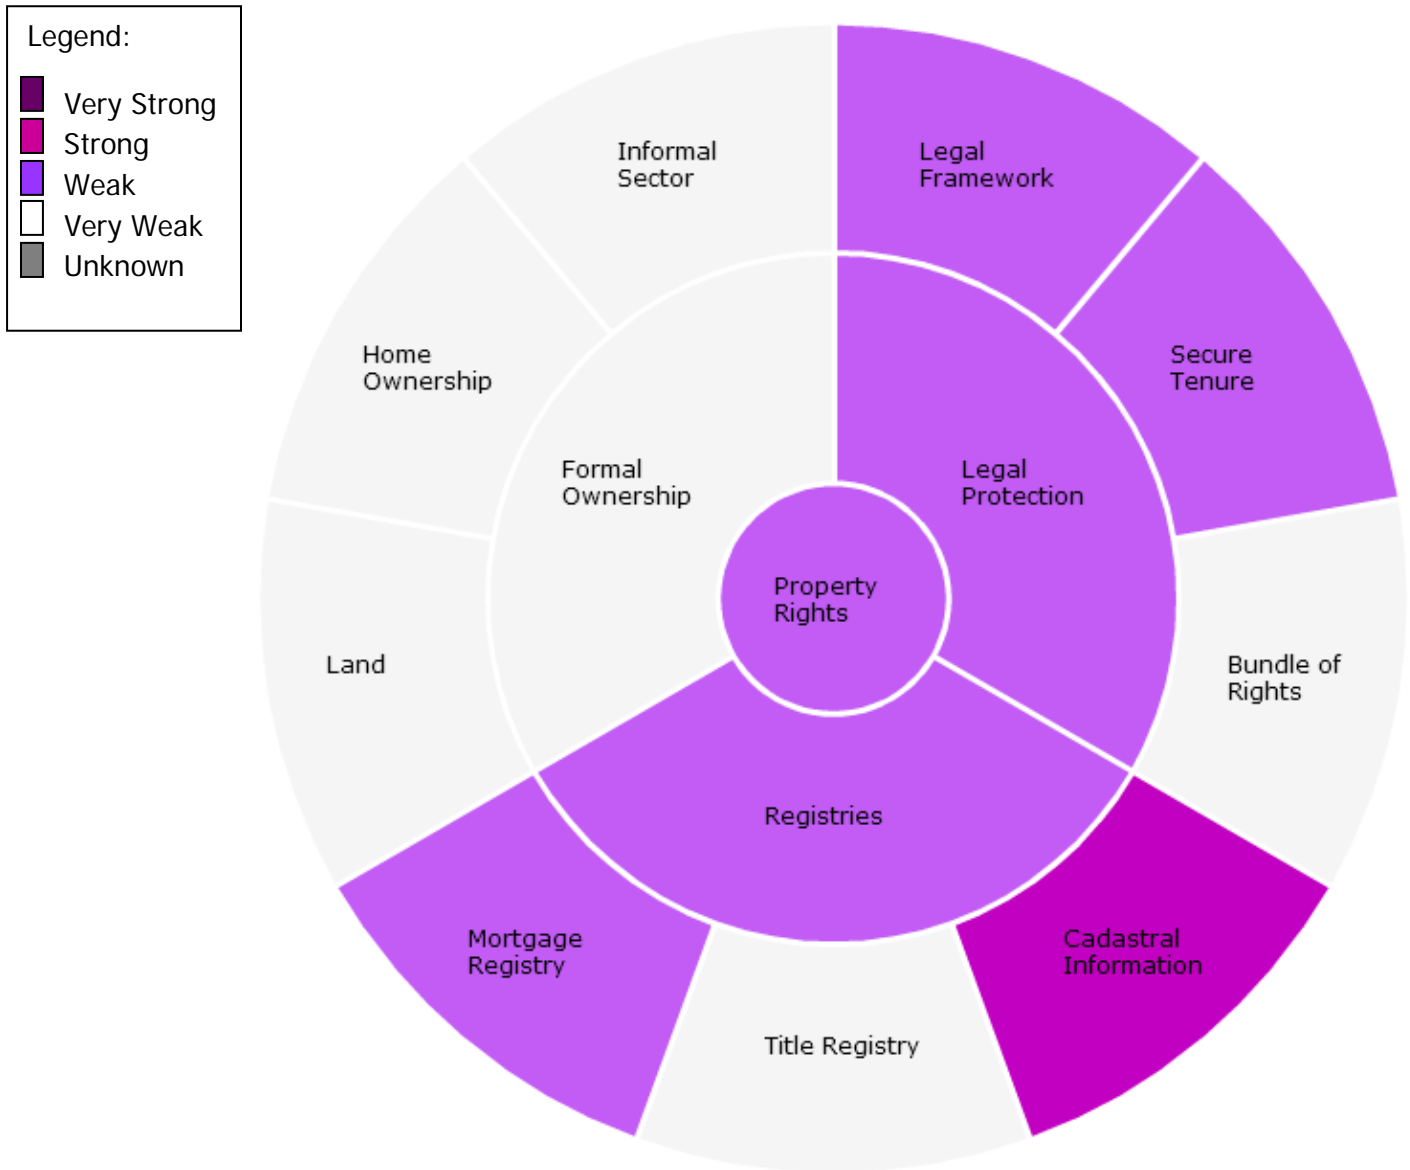 Legend:
Very Strong
Strong
Weak
Very Weak
Unknown
Informal
Sector
Legal
Framework
Home
Ownership
Secure
Tenure
Formal
Ownership
Legal
Protection
Property
Rights
Land
Bundle of
Rights
Registries
Mortgage
Registry
Cadastral
Information
Title Registry